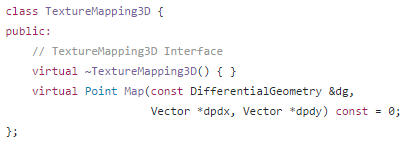 class TextureMapping3D {
public:
    // TextureMapping3D Interface
    virtual ~TextureMapping3D() { }
    virtual Point Map(const DifferentialGeometry &dg,
                      Vector *dpdx, Vector *dpdy) const = 0;
};